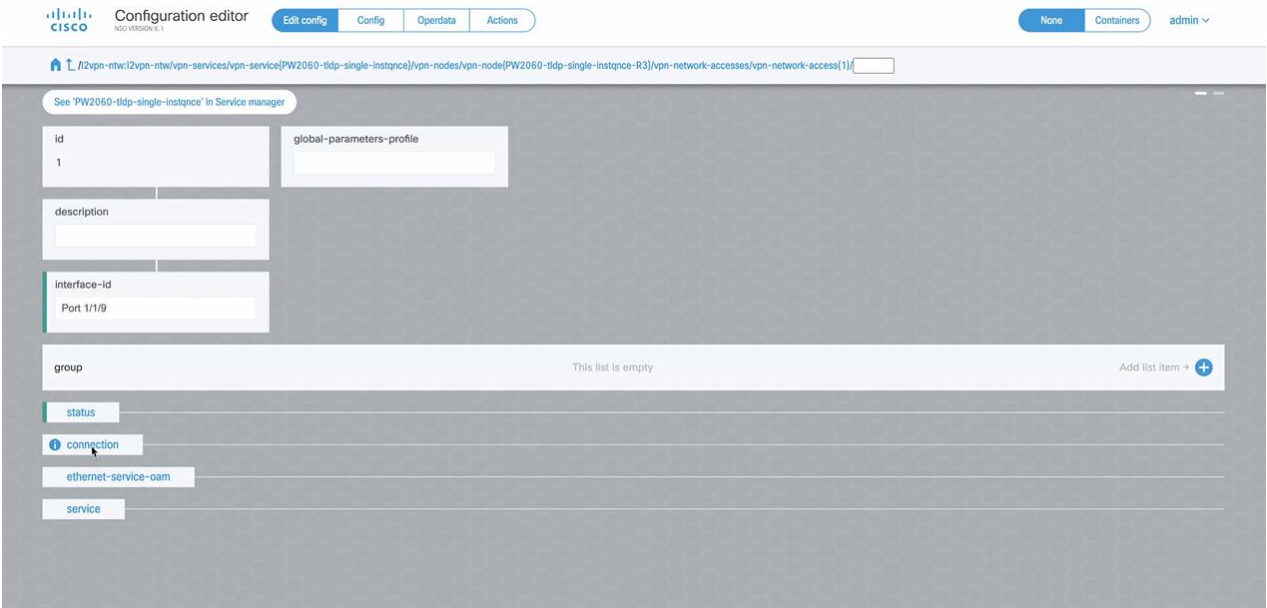 CISCO
Configuration editor
NSO VERSION: 6.1
Edit config
Config
Operdata
Actions
None
Containers
admin
/l2vpn-ntw:l2vpn-ntw/vpn-services/vpn-service{PW2060-tldp-single-instqnce}/vpn-nodes/vpn-node{PW2060-tldp-single-instqnce-R3}/vpn-network-accesses/vpn-network-access{1}/
See 'PW2060-tldp-single-instqnce' in Service manager
id
1
global-parameters-profile
description
interface-id
Port 1/1/9
group
This list is empty
Add list item →
status
connection
ethernet-service-oam
service